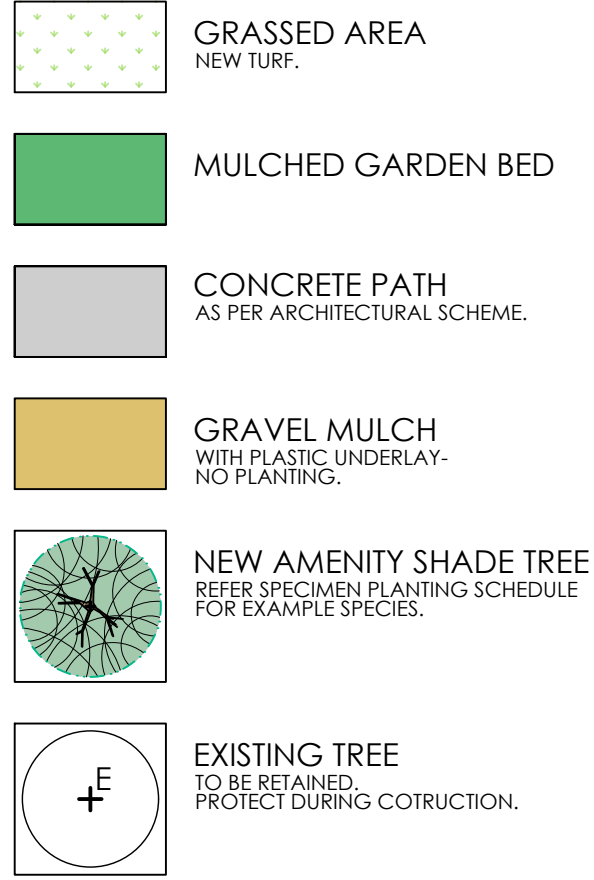 GRASSED AREA
NEW TURF.
MULCHED GARDEN BED
CONCRETE PATH
AS PER ARCHITECTURAL SCHEME.
GRAVEL MULCH
WITH PLASTIC UNDERLAY-
NO PLANTING.
NEW AMENITY SHADE TREE
REFER SPECIMEN PLANTING SCHEDULE
FOR EXAMPLE SPECIES.
E
EXISTING TREE
TO BE RETAINED.
PROTECT DURING COTRUCTION.